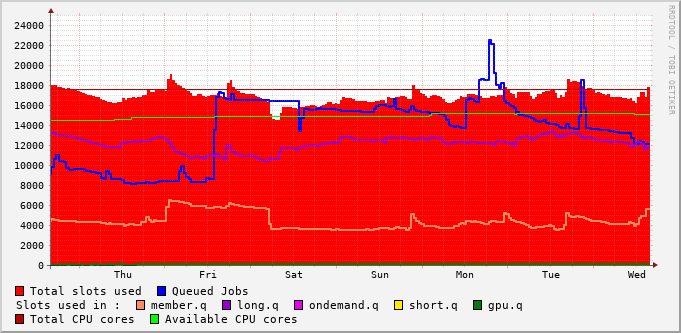 24000
22000
20000
18000
16000
14000
12000
10000
8000
6000
4000
2000
0
Thu Fri Sat Sun Mon Tue Wed
Total slots used Queued Jobs
Slots used in : member.q long.q ondemand.q short.q gpu.q
Total CPU cores Available CPU cores
RRDTOOL / TOBI OETIKER